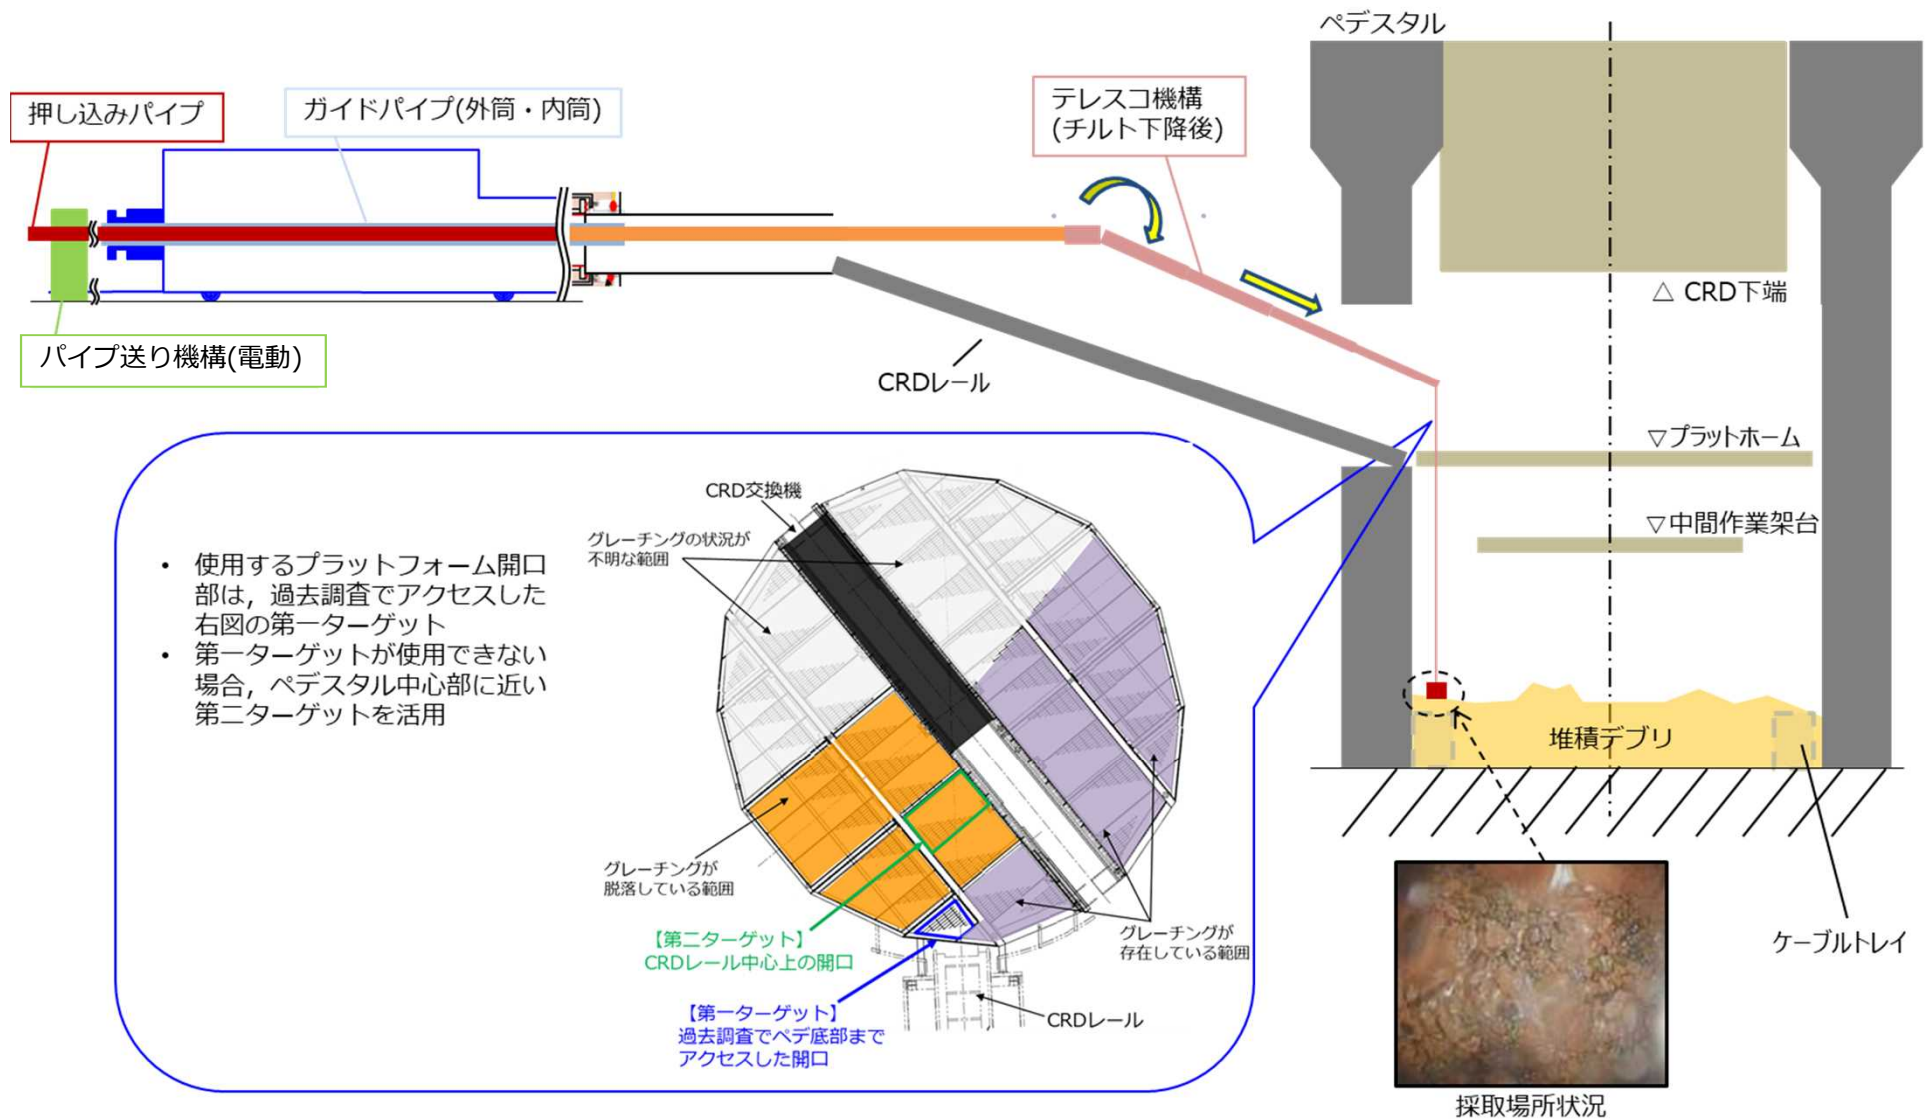 ペデスタル
押し込みパイプ
ガイドパイプ(外筒・内筒)
テレスコ機構
(チルト下降後)
パイプ送り機構(電動)
CRDレール
△ CRD下端
▽プラットホーム
▽中間作業架台
堆積デブリ
ケーブルトレイ
採取場所状況
• 使用するプラットフォーム開口
部は，過去調査でアクセスした
右図の第一ターゲット
• 第一ターゲットが使用できない
場合，ペデスタル中心部に近い
第二ターゲットを活用
CRD交換機
グレーチングの状況が
不明な範囲
グレーチングが
脱落している範囲
【第二ターゲット】
CRDレール中心上の開口
【第一ターゲット】
過去調査でペデ底部まで
アクセスした開口
グレーチングが
存在している範囲
CRDレール